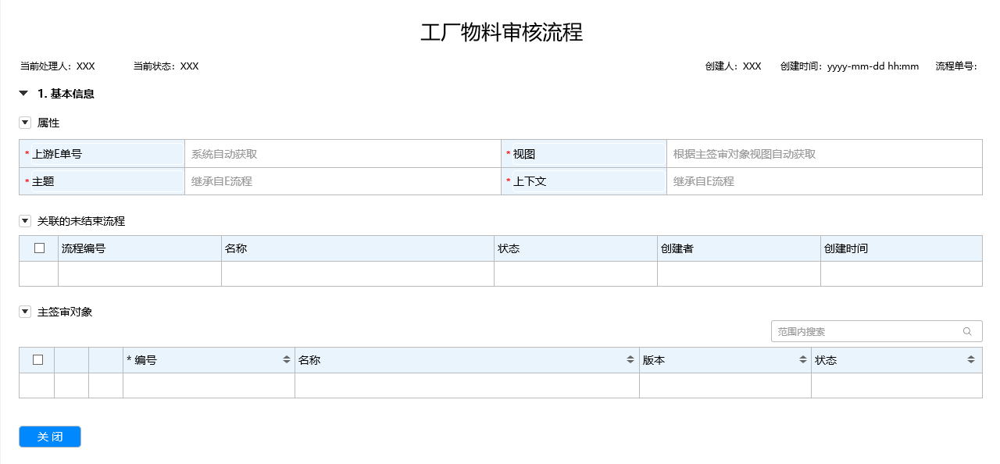 工厂物料审核流程
当前处理人：XXX 当前状态：XXX 创建人：XXX 创建时间：yyyy-mm-dd hh:mm 流程单号：
1. 基本信息
属性
* 上游E单号 系统自动获取 * 视图 根据主签审对象视图自动获取
* 主题 继承自E流程 * 上下文 继承自E流程
关联的未结束流程
流程编号 名称 状态 创建者 创建时间
主签审对象
范围内搜索
* 编号 名称 版本 状态
关 闭